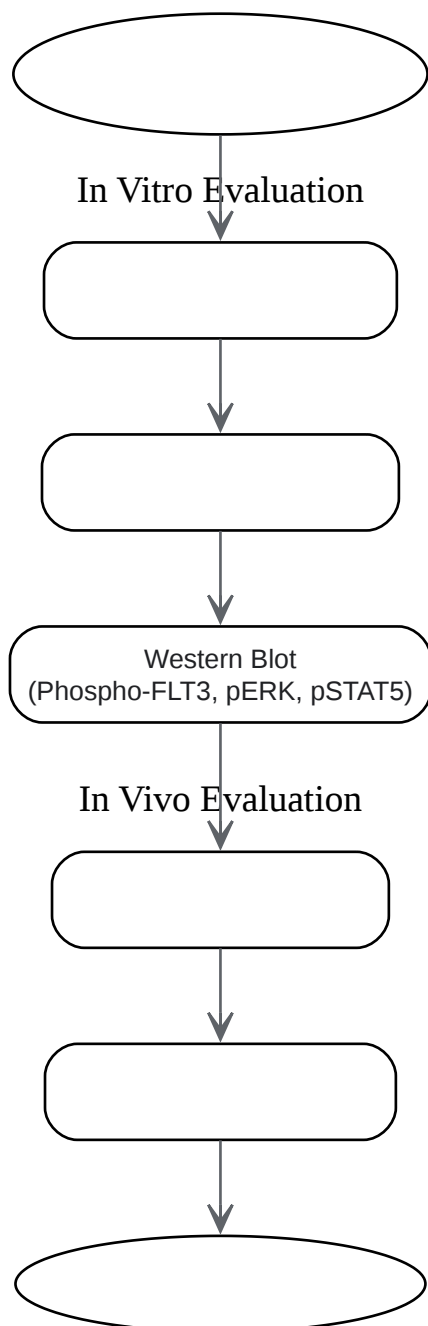 In Vitro Evaluation
Western Blot
(Phospho-FLT3, pERK, pSTAT5)
In Vivo Evaluation